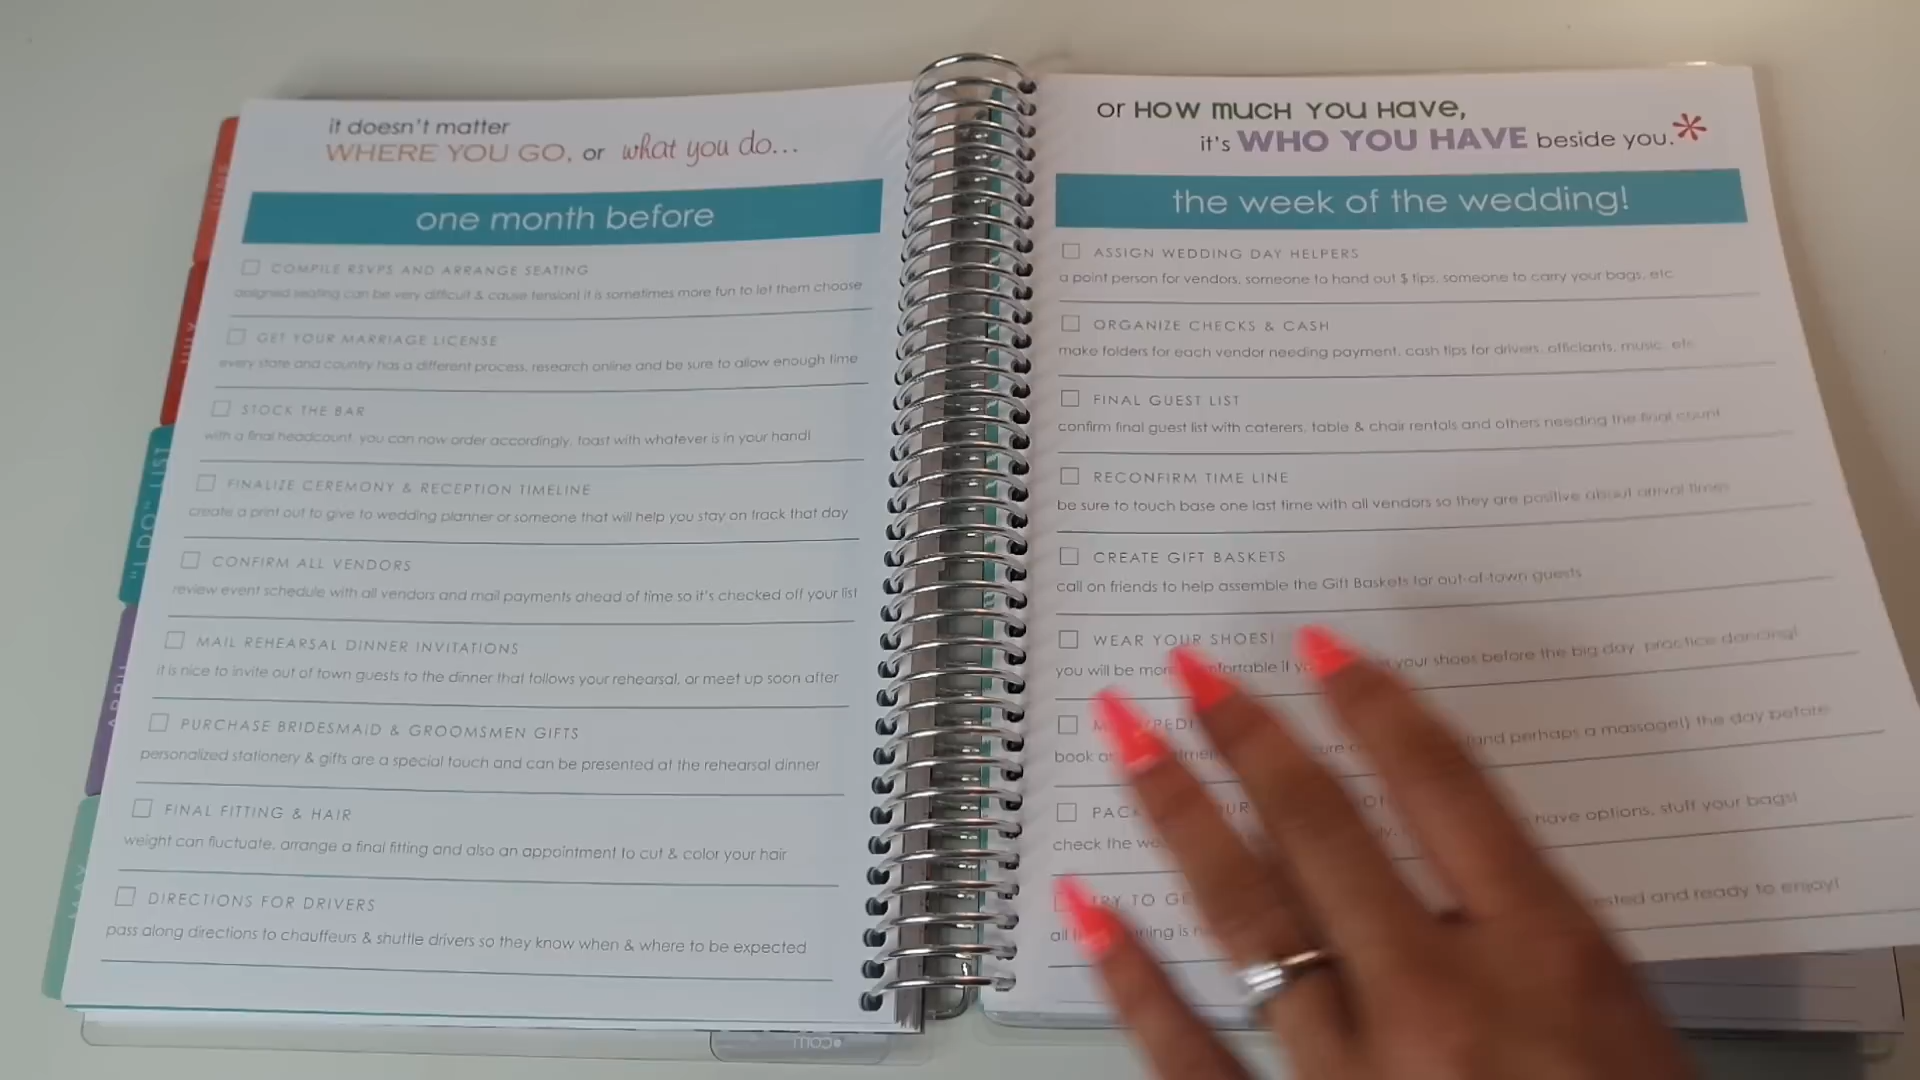 it doesn't matter
WHERE YOU GO, or what you do...
one month before
COMPILE RSVPS AND ARRANGE SEATING
assigned seating can be very difficult & cause tension! it is sometimes more fun to let them choose
GET YOUR MARRIAGE LICENSE
every state and country has a different process, research online and be sure to allow enough time
STOCK THE BAR
with a final headcount, you can now order accordingly, toast with whatever is in your hand!
FINALIZE CEREMONY & RECEPTION TIMELINE
create a print out to give to wedding planner or someone that will help you stay on track that day
CONFIRM ALL VENDORS
review event schedule with all vendors and mail payments ahead of time so it's checked off your list
MAIL REHEARSAL DINNER INVITATIONS
it is nice to invite out of town guests to the dinner that follows your rehearsal, or meet up soon after
PURCHASE BRIDESMAID & GROOMSMEN GIFTS
personalized stationery & gifts are a special touch and can be presented at the rehearsal dinner
FINAL FITTING & HAIR
weight can fluctuate, arrange a final fitting and also an appointment to cut & color your hair
DIRECTIONS FOR DRIVERS
pass along directions to chauffeurs & shuttle drivers so they know when & where to be expected
or HOW MUCH YOU HAVE,
it's WHO YOU HAVE beside you.*
the week of the wedding!
ASSIGN WEDDING DAY HELPERS
a point person for vendors, someone to hand out $ tips, someone to carry your bags, etc.
ORGANIZE CHECKS & CASH
make folders for each vendor needing payment, cash tips for drivers, officiants, music, etc.
FINAL GUEST LIST
confirm final guest list with caterers, table & chair rentals and others needing the final count
RECONFIRM TIME LINE
be sure to touch base one last time with all vendors so they are positive about arrival times
CREATE GIFT BASKETS
call on friends to help assemble the Gift Baskets for out-of-town guests
WEAR YOUR SHOES!
you will be more comfortable if your shoes before the big day, practice dancing!
book (and perhaps a massage!) the day before
PACK
check the have options, stuff your bags!
TRY TO
all is and ready to enjoy!
JUNE
JULY
"I DO" LIST
APRIL
MAY
.com